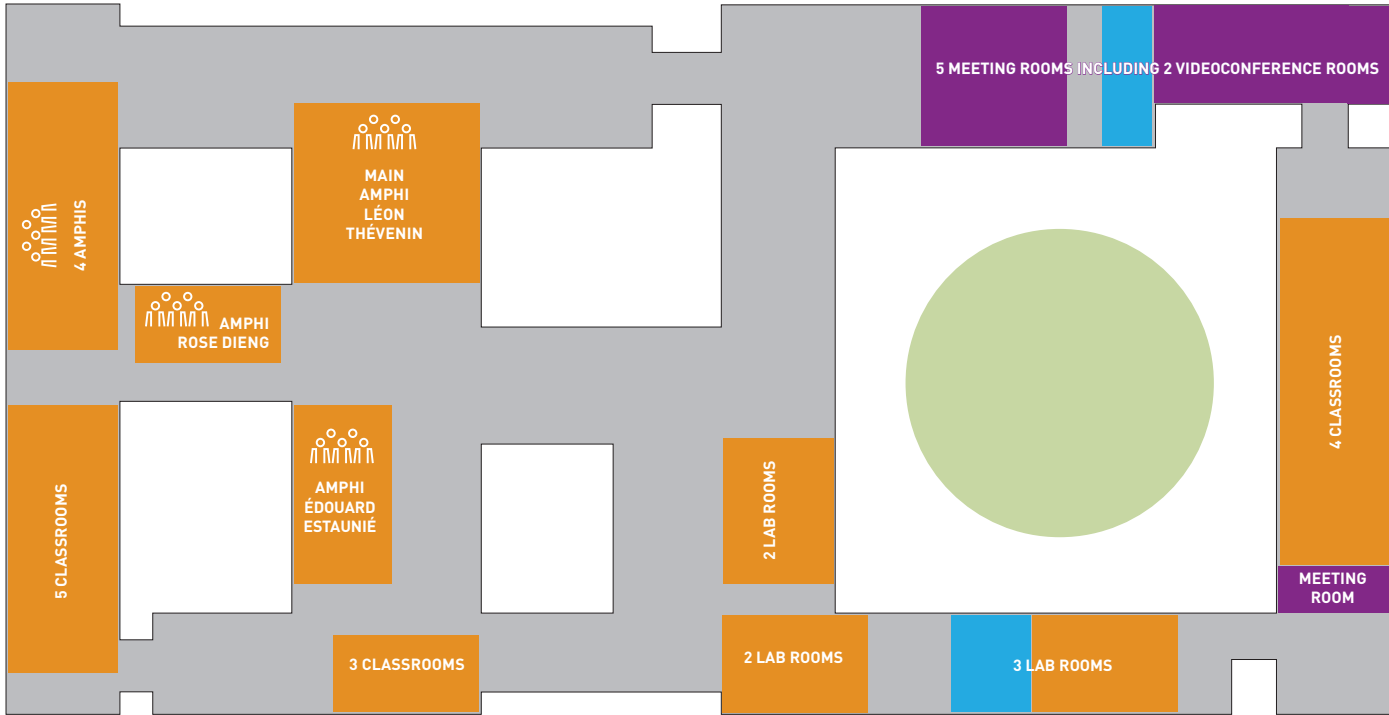 5 MEETING ROOMS INCLUDING 2 VIDEOCONFERENCE ROOMS
4 AMPHIS
MAIN
AMPHI
LÉON
THÉVENIN
AMPHI
ROSE DIENG
5 CLASSROOMS
AMPHI
ÉDOUARD
ESTAUNIÉ
3 CLASSROOMS
2 LAB ROOMS
2 LAB ROOMS
3 LAB ROOMS
4 CLASSROOMS
MEETING
ROOM